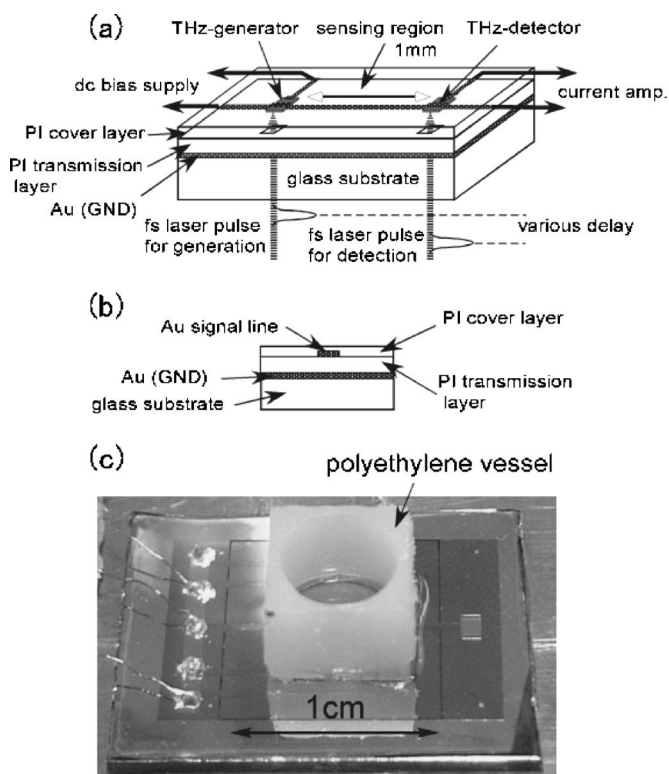 (a)
THz-generator
sensing region
1mm
THz-detector
dc bias supply
current amp.
PI cover layer
PI transmission
layer
Au (GND)
glass substrate
fs laser pulse
for generation
fs laser pulse
for detection
various delay
(b)
Au signal line
PI cover layer
Au (GND)
glass substrate
PI transmission
layer
(c)
polyethylene vessel
1cm